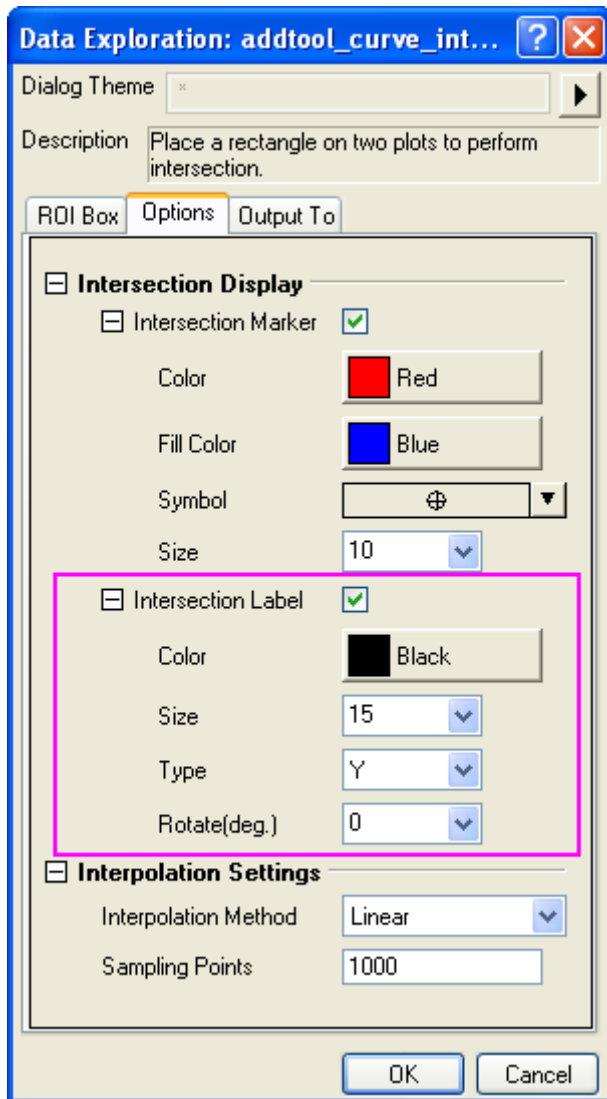 Data Exploration: addtool_curve_int...
Dialog Theme *
Description Place a rectangle on two plots to perform
intersection.
ROI Box Options Output To
Intersection Display
Intersection Marker
Color Red
Fill Color Blue
Symbol
Size 10
Intersection Label
Color Black
Size 15
Type Y
Rotate(deg.) 0
Interpolation Settings
Interpolation Method Linear
Sampling Points 1000
OK Cancel